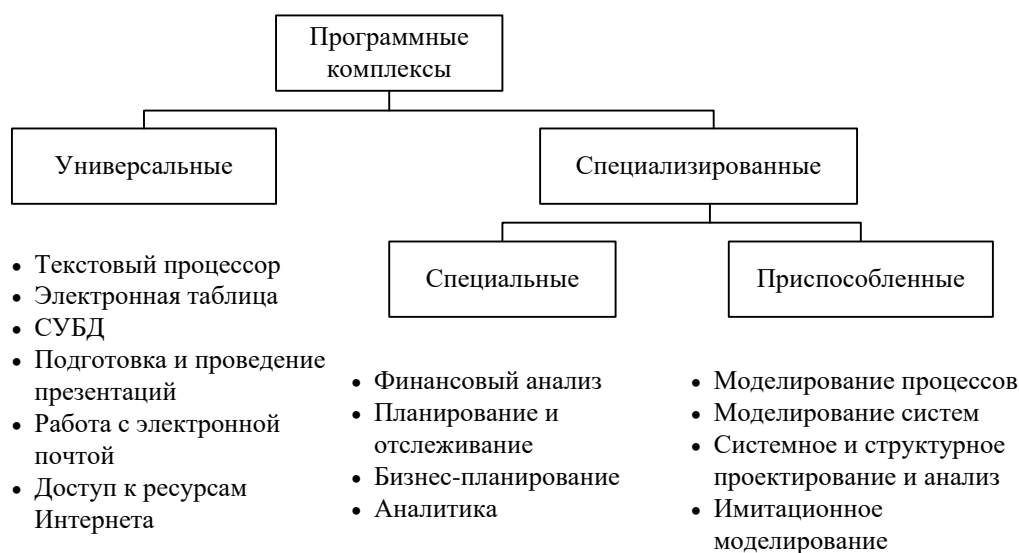 Программные
комплексы
Универсальные
Специализированные
Специальные
Приспособленные
• Текстовый процессор
• Электронная таблица
• СУБД
• Подготовка и проведение
презентаций
• Работа с электронной
почтой
• Доступ к ресурсам
Интернета
• Финансовый анализ
• Планирование и
отслеживание
• Бизнес-планирование
• Аналитика
• Моделирование процессов
• Моделирование систем
• Системное и структурное
проектирование и анализ
• Имитационное
моделирование